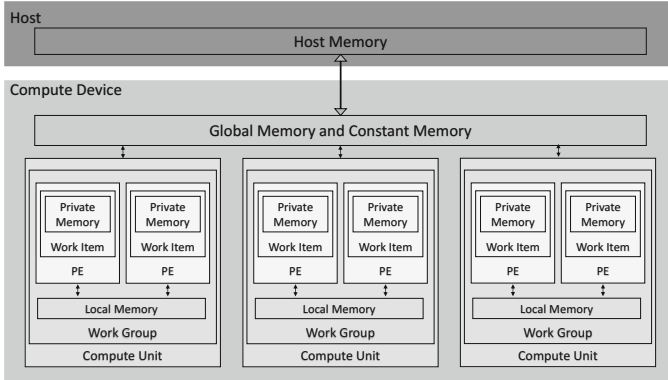 Host
Host Memory
Compute Device
Global Memory and Constant Memory
Private Memory
Private Memory
Private Memory
Private Memory
Private Memory
Private Memory
Work Item
Work Item
Work Item
Work Item
Work Item
Work Item
PE
PE
PE
PE
PE
PE
Local Memory
Local Memory
Local Memory
Work Group
Work Group
Work Group
Compute Unit
Compute Unit
Compute Unit